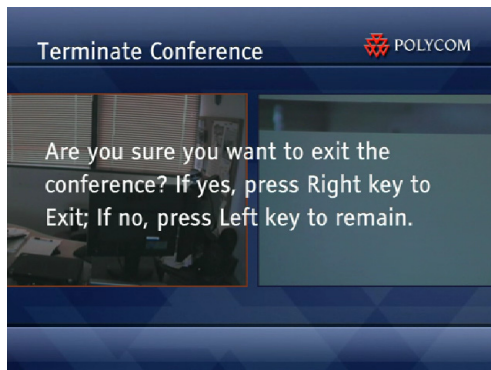 Terminate Conference
POLYCOM
Are you sure you want to exit the
conference? If yes, press Right key to
Exit; If no, press Left key to remain.